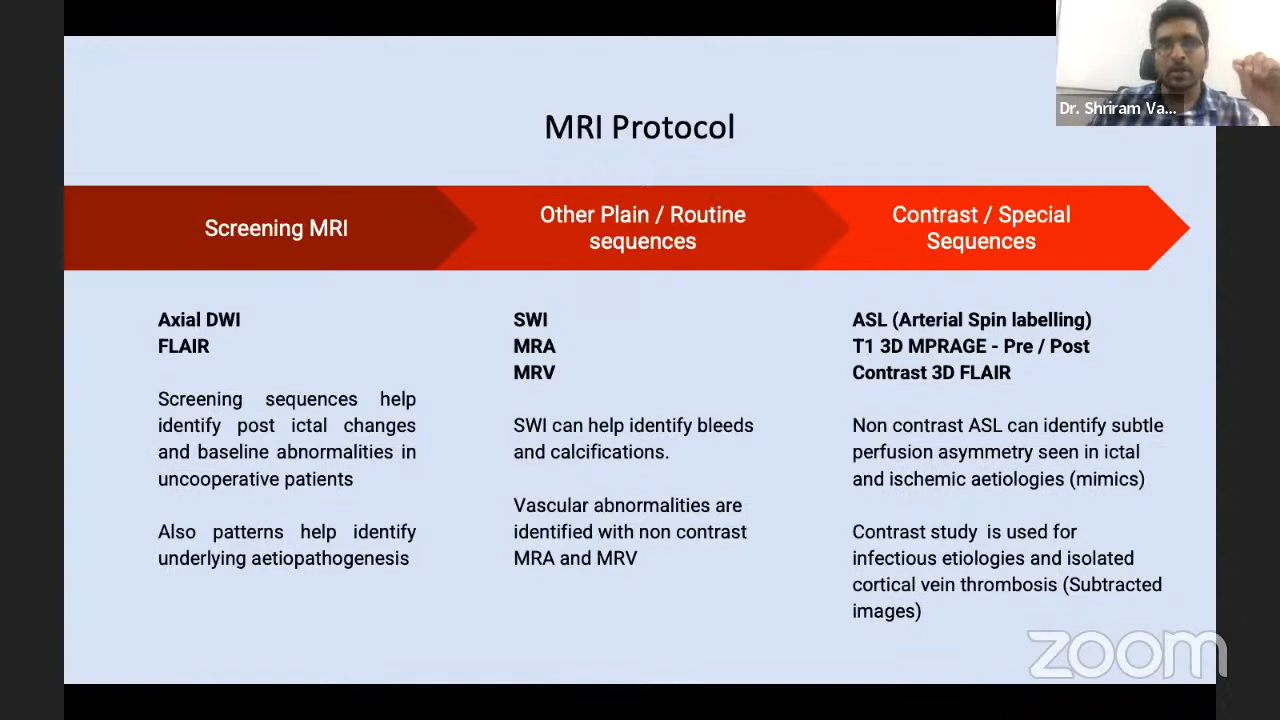 Dr. Shriram Va...
MRI Protocol
Screening MRI
Other Plain / Routine
sequences
Contrast / Special
Sequences
Axial DWI
FLAIR
Screening sequences help
identify post ictal changes
and baseline abnormalities in
uncooperative patients
Also patterns help identify
underlying aetiopathogenesis
SWI
MRA
MRV
SWI can help identify bleeds
and calcifications.
Vascular abnormalities are
identified with non contrast
MRA and MRV
ASL (Arterial Spin labelling)
T1 3D MPRAGE - Pre / Post
Contrast 3D FLAIR
Non contrast ASL can identify subtle
perfusion asymmetry seen in ictal
and ischemic aetiologies (mimics)
Contrast study is used for
infectious etiologies and isolated
cortical vein thrombosis (Subtracted
images)
zoom